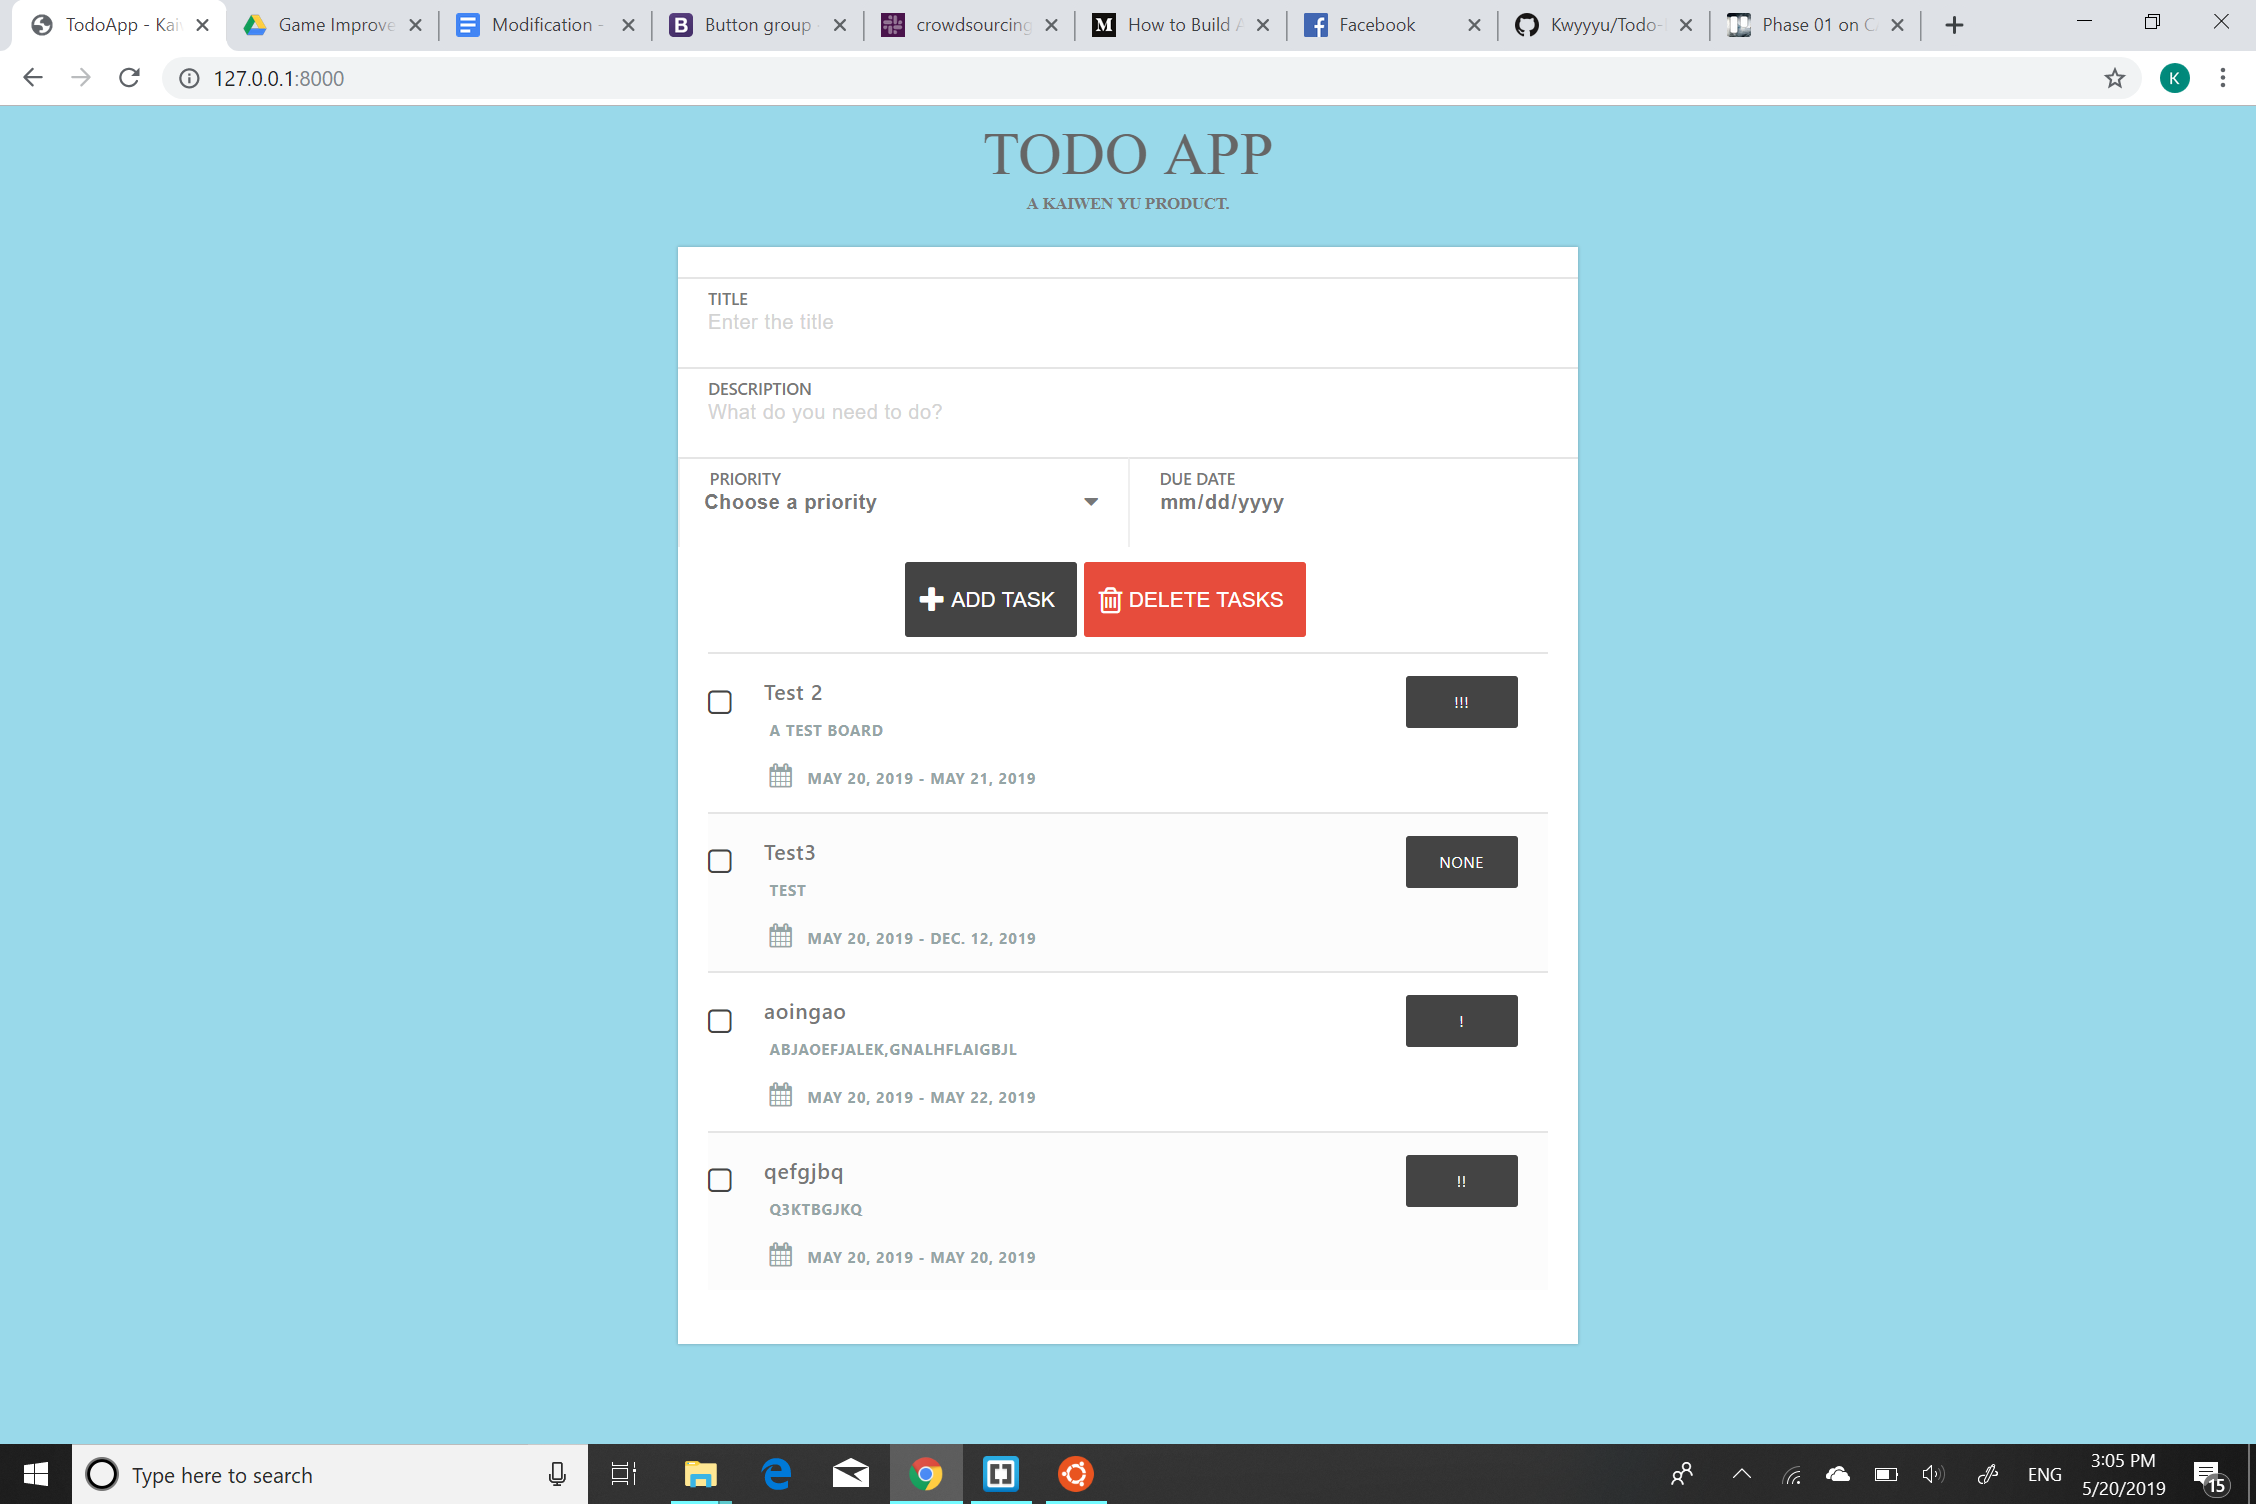 TodoApp - Kai
Game Improve
Modification -
Button group
crowdsourcing
How to Build A
Facebook
Kwyyyu/Todo-
Phase 01 on C
127.0.0.1:8000
K
TODO APP
A KAIWEN YU PRODUCT.
TITLE
Enter the title
DESCRIPTION
What do you need to do?
PRIORITY
Choose a priority
DUE DATE
mm/dd/yyyy
ADD TASK
DELETE TASKS
Test 2
!!!
A TEST BOARD
MAY 20, 2019 - MAY 21, 2019
Test3
NONE
TEST
MAY 20, 2019 - DEC. 12, 2019
aoingao
!
ABJAOEFJALEK,GNALHFLAIGBJL
MAY 20, 2019 - MAY 22, 2019
qefgjbq
!!
Q3KTBGJKQ
MAY 20, 2019 - MAY 20, 2019
Type here to search
ENG
3:05 PM
5/20/2019
15